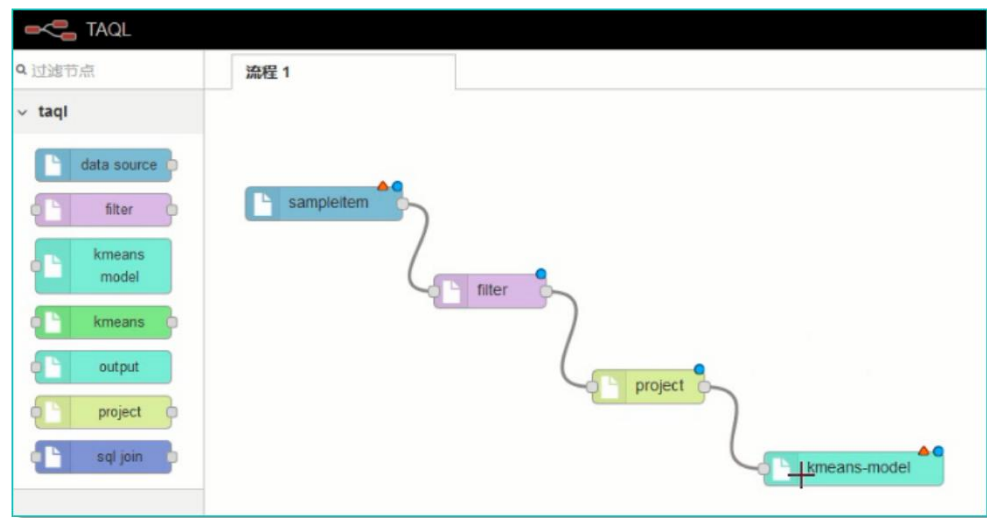 TAQL
过滤节点
流程 1
taql
data source
filter
kmeans
model
kmeans
output
project
sql join
sampleitem
filter
project
kmeans-model